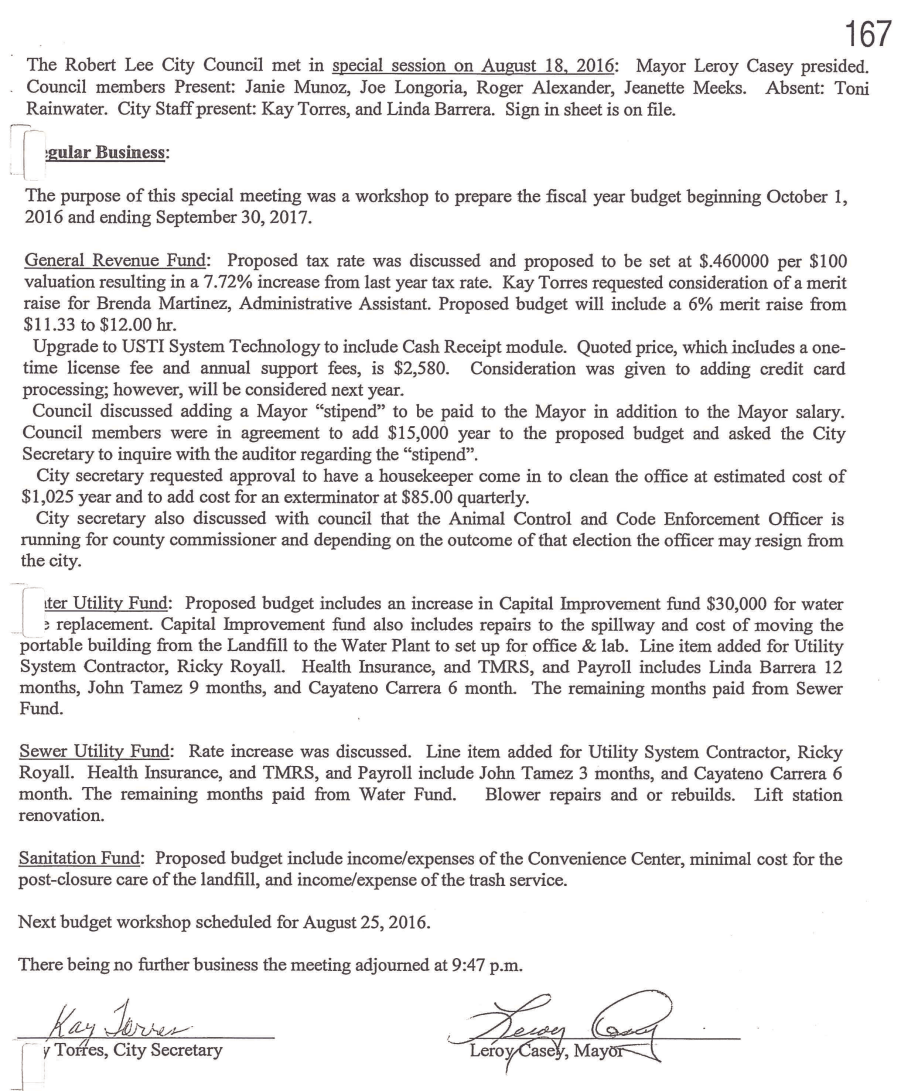 167
The Robert Lee City Council met in special session on August 18, 2016: Mayor Leroy Casey presided.
Council members Present: Janie Munoz, Joe Longoria, Roger Alexander, Jeanette Meeks. Absent: Toni
Rainwater. City Staff present: Kay Torres, and Linda Barrera. Sign in sheet is on file.
egular Business:
The purpose of this special meeting was a workshop to prepare the fiscal year budget beginning October 1,
2016 and ending September 30, 2017.
General Revenue Fund: Proposed tax rate was discussed and proposed to be set at $.460000 per $100
valuation resulting in a 7.72% increase from last year tax rate. Kay Torres requested consideration of a merit
raise for Brenda Martinez, Administrative Assistant. Proposed budget will include a 6% merit raise from
$11.33 to $12.00 hr.
Upgrade to USTI System Technology to include Cash Receipt module. Quoted price, which includes a one-
time license fee and annual support fees, is $2,580. Consideration was given to adding credit card
processing; however, will be considered next year.
Council discussed adding a Mayor “stipend” to be paid to the Mayor in addition to the Mayor salary.
Council members were in agreement to add $15,000 year to the proposed budget and asked the City
Secretary to inquire with the auditor regarding the “stipend”.
City secretary requested approval to have a housekeeper come in to clean the office at estimated cost of
$1,025 year and to add cost for an exterminator at $85.00 quarterly.
City secretary also discussed with council that the Animal Control and Code Enforcement Officer is
running for county commissioner and depending on the outcome of that election the officer may resign from
the city.
ter Utility Fund: Proposed budget includes an increase in Capital Improvement fund $30,000 for water
replacement. Capital Improvement fund also includes repairs to the spillway and cost of moving the
portable building from the Landfill to the Water Plant to set up for office & lab. Line item added for Utility
System Contractor, Ricky Royall. Health Insurance, and TMRS, and Payroll includes Linda Barrera 12
months, John Tamez 9 months, and Cayateno Carrera 6 month. The remaining months paid from Sewer
Fund.
Sewer Utility Fund: Rate increase was discussed. Line item added for Utility System Contractor, Ricky
Royall. Health Insurance, and TMRS, and Payroll include John Tamez 3 months, and Cayateno Carrera 6
month. The remaining months paid from Water Fund. Blower repairs and or rebuilds. Lift station
renovation.
Sanitation Fund: Proposed budget include income/expenses of the Convenience Center, minimal cost for the
post-closure care of the landfill, and income/expense of the trash service.
Next budget workshop scheduled for August 25, 2016.
There being no further business the meeting adjourned at 9:47 p.m.
Kay Torres Leroy Casey
y Torres, City Secretary Leroy Casey, Mayor